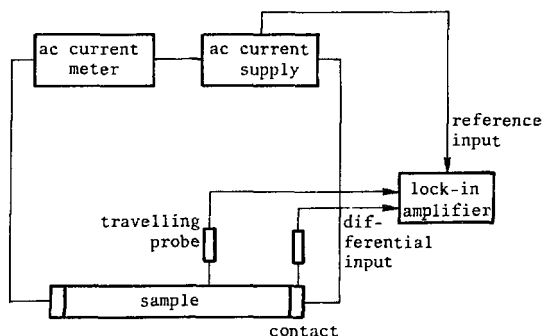 ac current
meter
ac current
supply
reference
input
lock-in
amplifier
travelling
probe
dif-
ferential
input
sample
contact